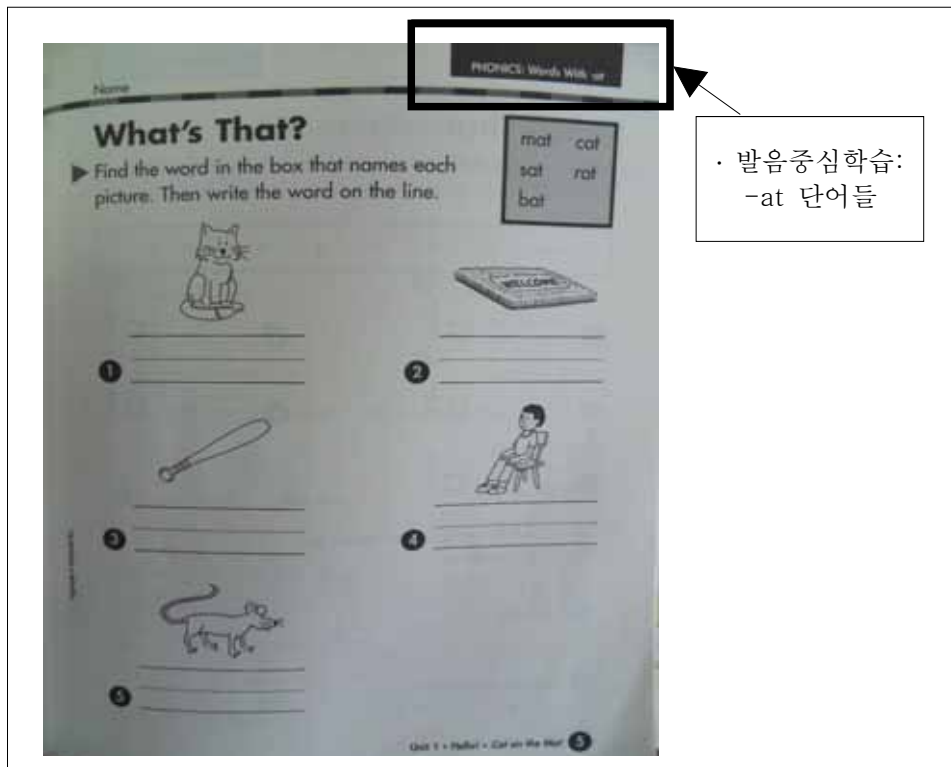 PHONICS: Words With -at
Name
What's That?
Find the word in the box that names each
picture. Then write the word on the line.
mat cat
sat rat
bat
WELCOME
1
2
3
4
5
Unit 1 • Hello! • Cat on the Mat 5
· 발음중심학습:
-at 단어들